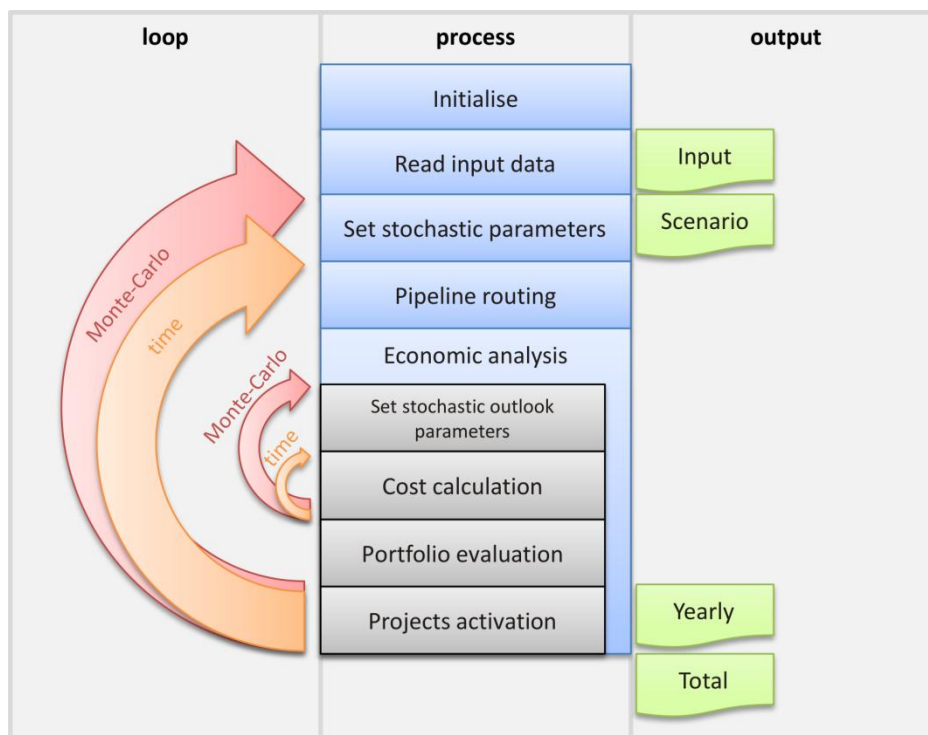 loop
process
output
Initialise
Read input data
Input
Set stochastic parameters
Scenario
Monte-Carlo
time
Pipeline routing
Economic analysis
Monte-Carlo
time
Set stochastic outlook
parameters
Cost calculation
Portfolio evaluation
Projects activation
Yearly
Total